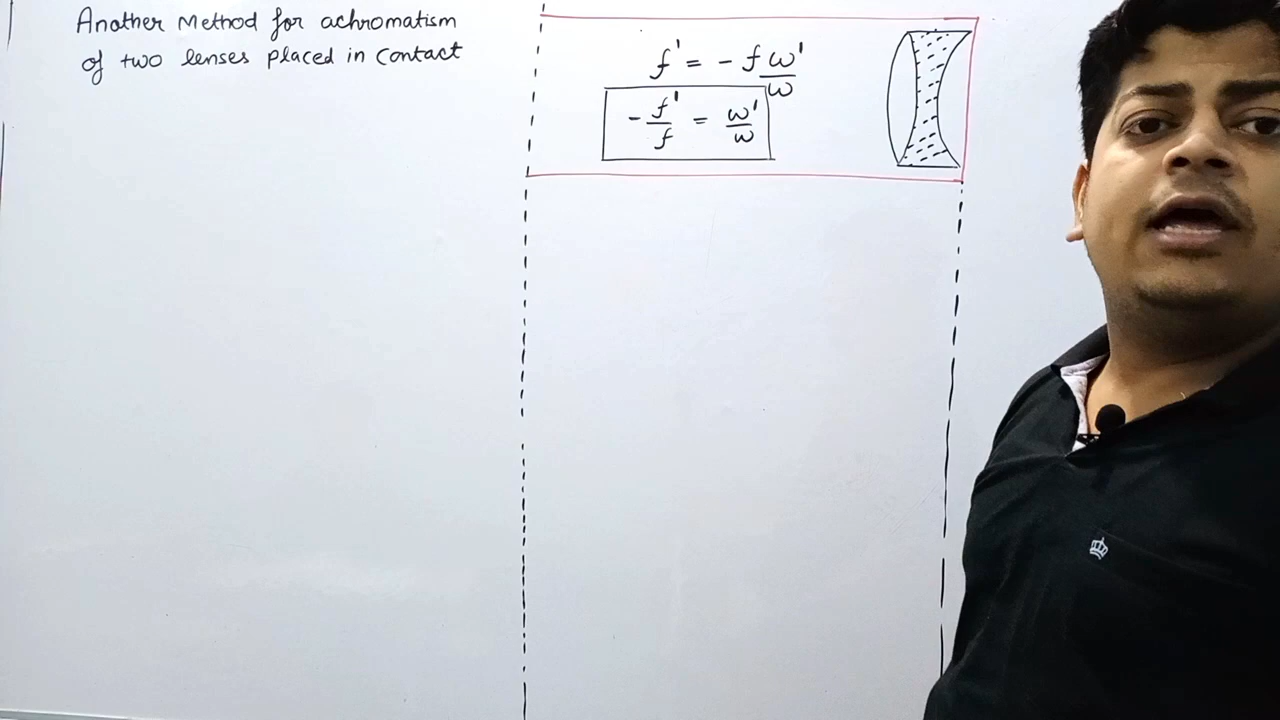 Another Method for achromatism
of two lenses placed in contact
f' = - f ω'/ω
- f'/f = ω'/ω